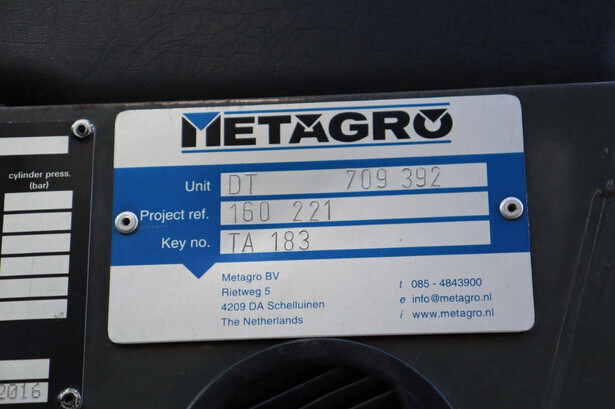 METAGRO
cylinder press.
(bar)
Unit DT 709 392
Project ref. 160 221
Key no. TA 183
Metagro BV
Rietweg 5
4209 DA Schelluinen
The Netherlands
t 085 - 4843900
e info@metagro.nl
i www.metagro.nl
2016